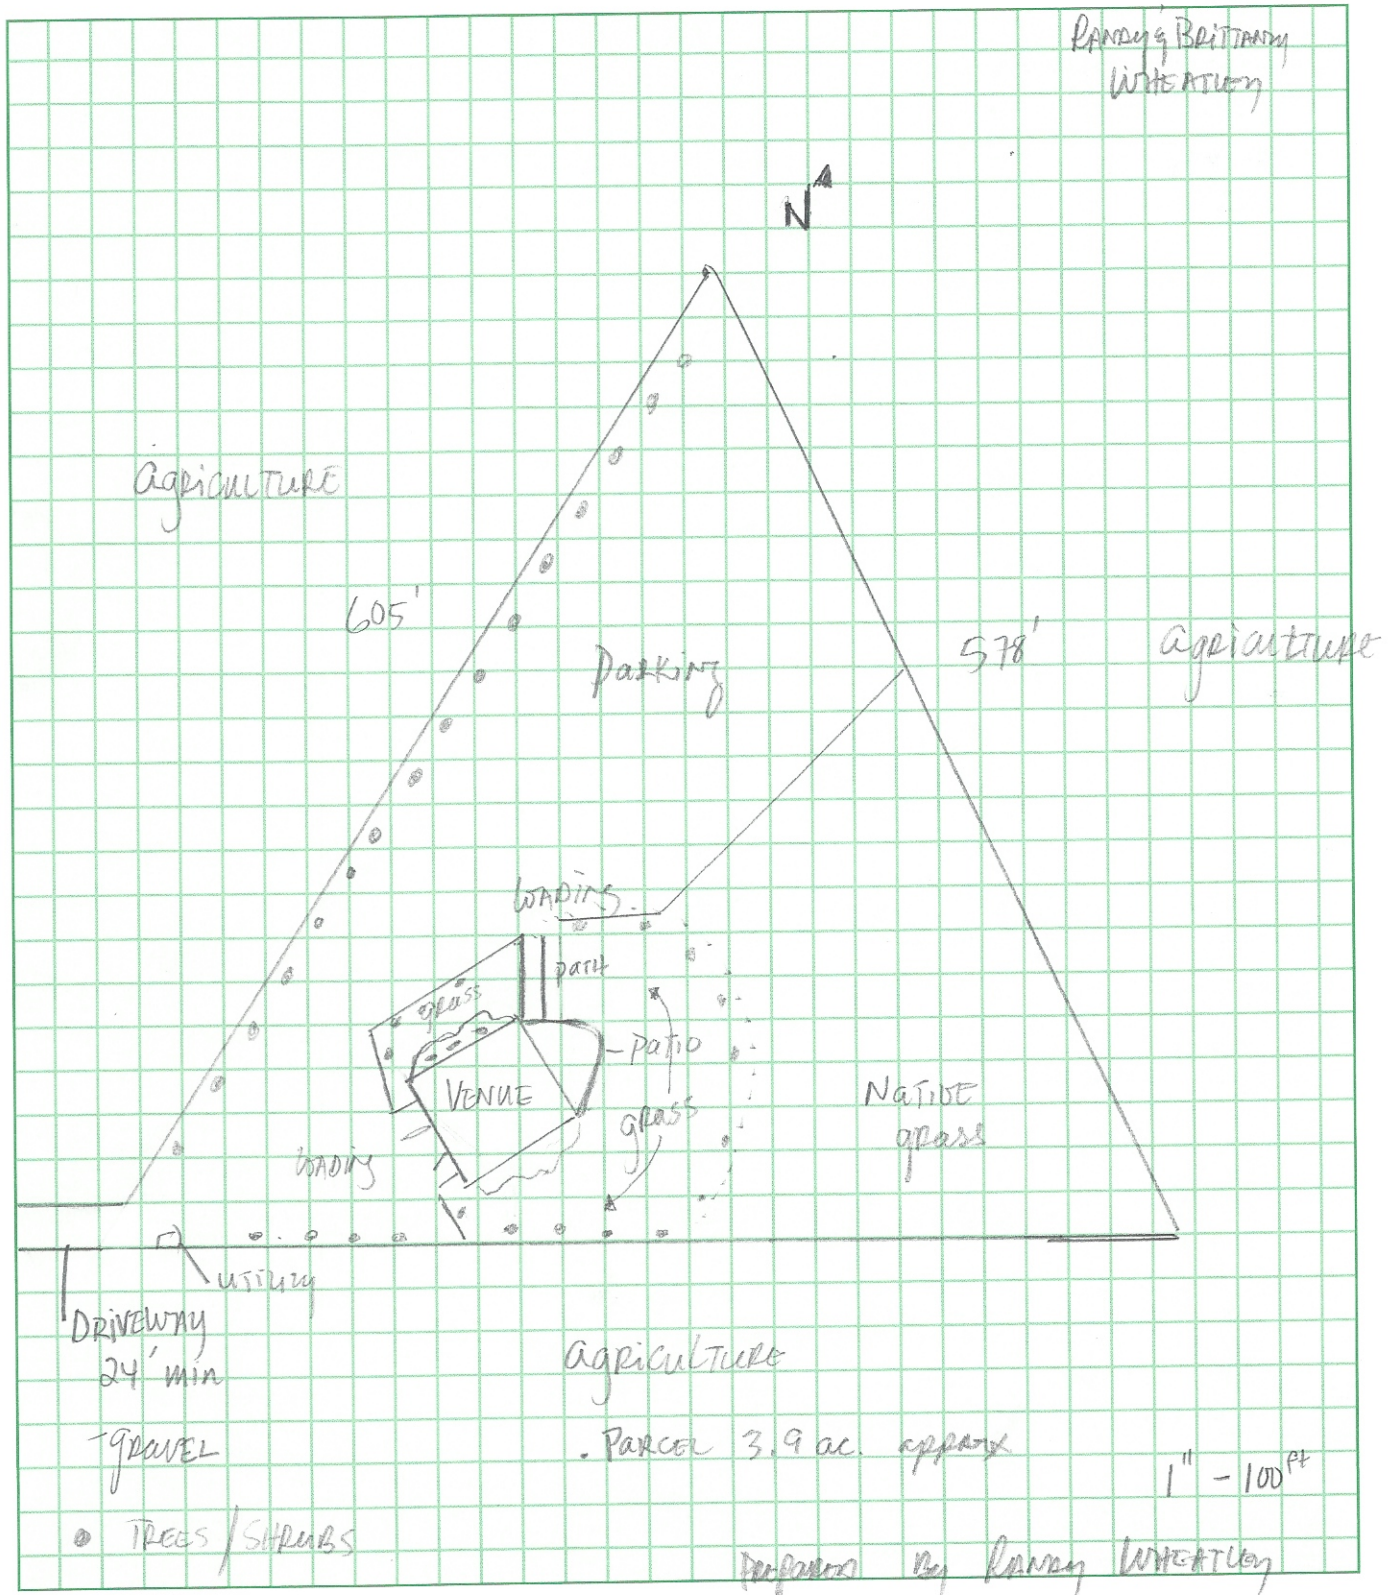 Randy & Brittany
Wheatley
N
agriculture
605'
Parking
578'
agriculture
Loading
path
grass
patio
Venue
grass
Native
grass
Loading
utility
Driveway
24' min
agriculture
- gravel
. Parcel 3.9 ac. approx
1" - 100 ft
Trees / Shrubs
Prepared By Randy Wheatley